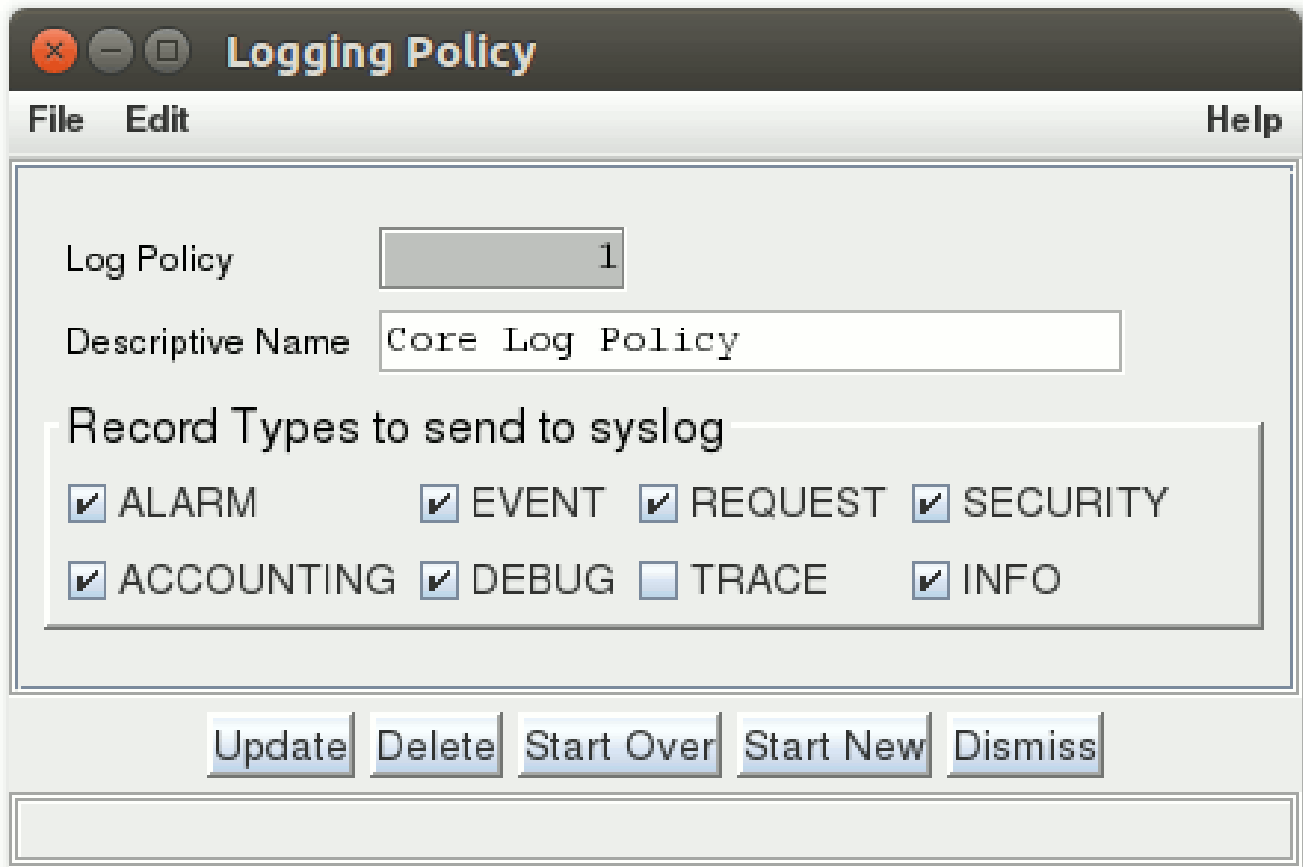 Logging Policy
File Edit Help
Log Policy 1
Descriptive Name Core Log Policy
Record Types to send to syslog
ALARM EVENT REQUEST SECURITY
ACCOUNTING DEBUG TRACE INFO
Update Delete Start Over Start New Dismiss